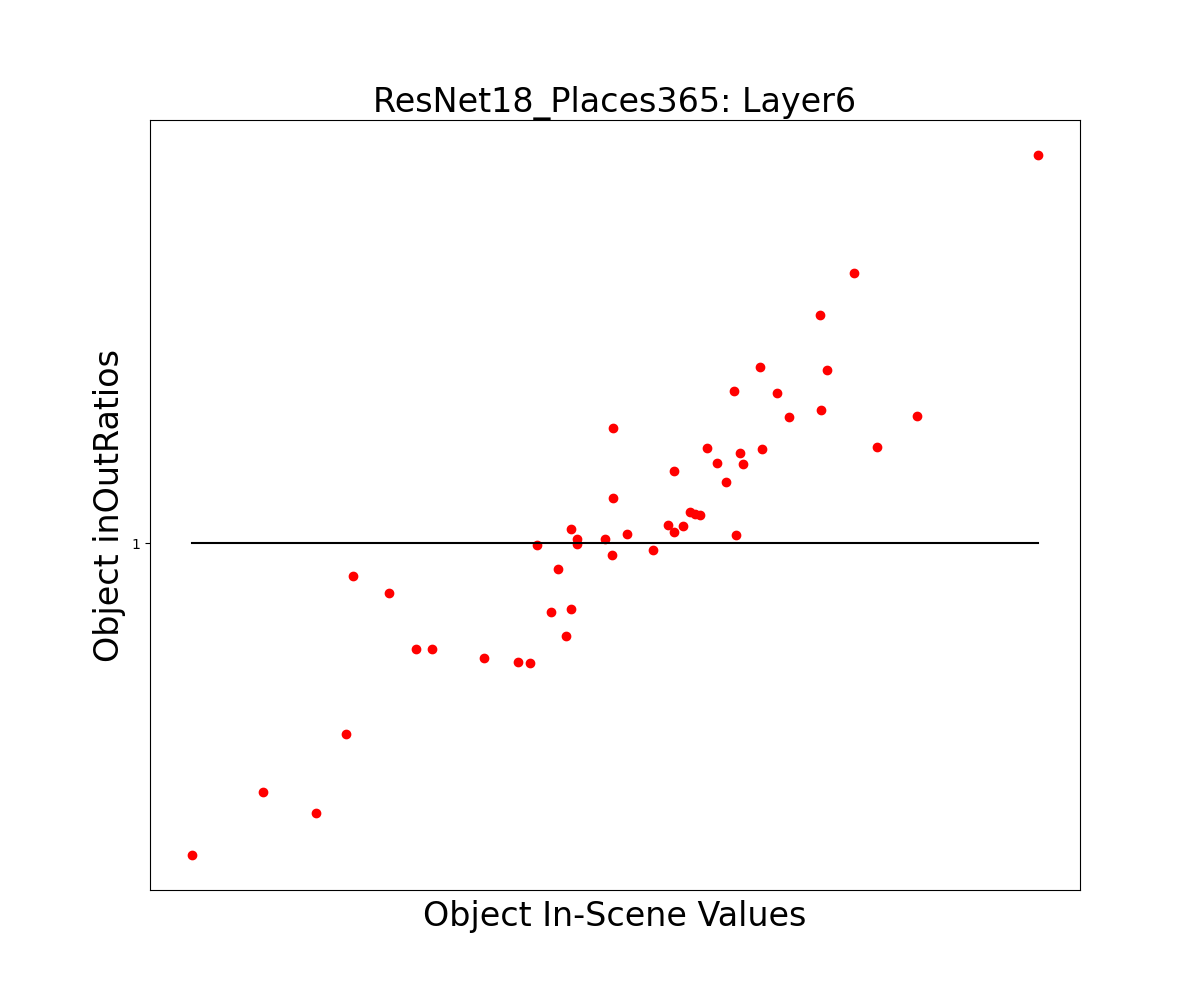 ResNet18_Places365: Layer6
Object inOutRatios
1
Object In-Scene Values